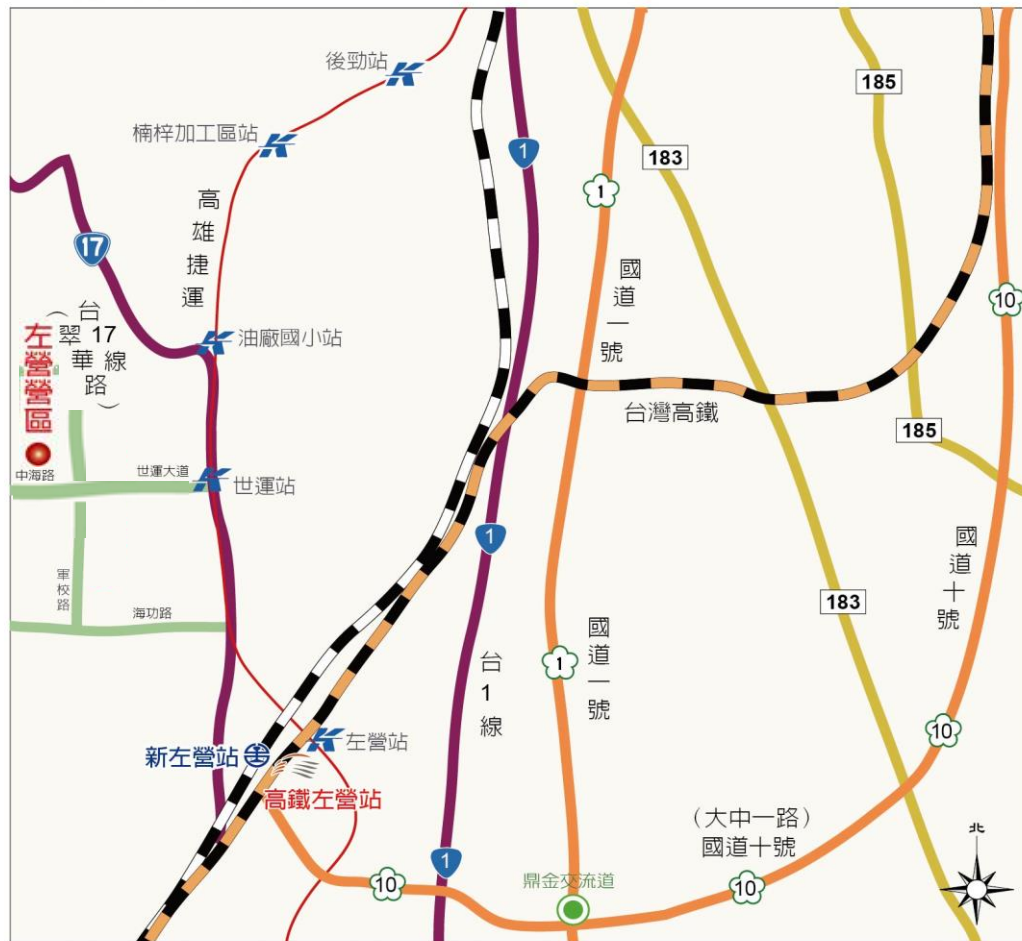 後勁站
185
楠梓加工區站
1
183
1
高雄捷運
17
國道一號
10
（台17線
翠華路）
油廠國小站
左營營區
台灣高鐵
185
中海路
世運大道
世運站
1
國道十號
軍校路
183
海功路
國道一號
1
台1線
10
左營站
新左營站
高鐵左營站
（大中一路）
國道十號
北
1
鼎金交流道
10
10